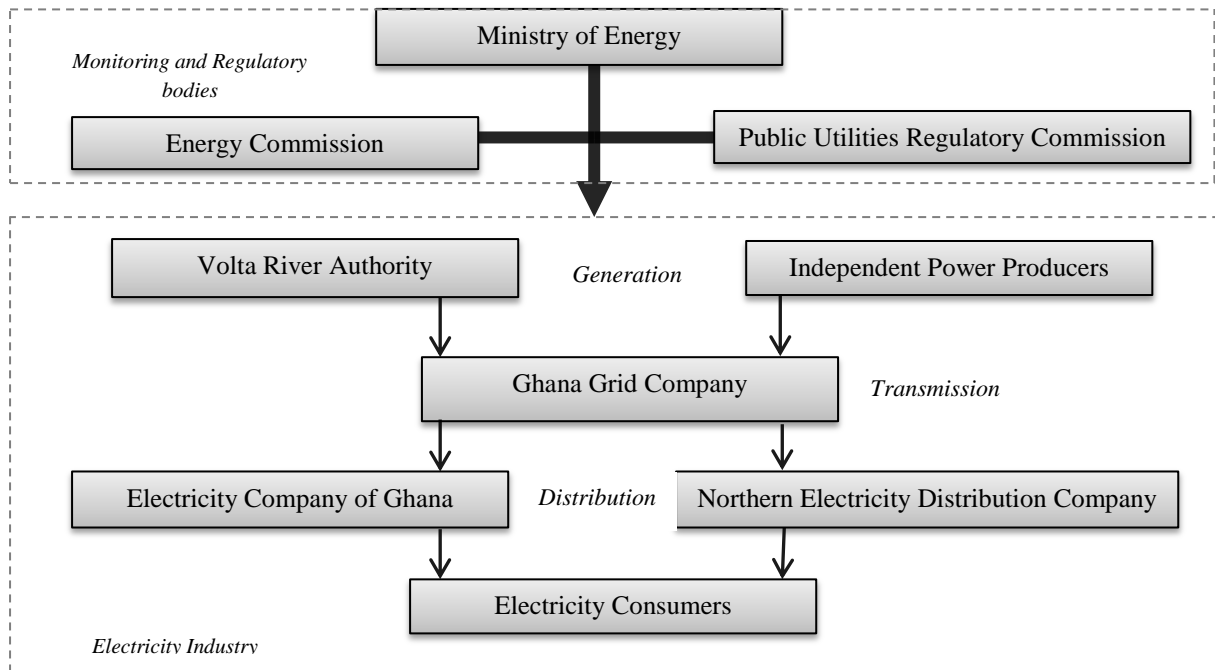 Ministry of Energy
Monitoring and Regulatory
bodies
Energy Commission
Public Utilities Regulatory Commission
Volta River Authority
Generation
Independent Power Producers
Ghana Grid Company
Transmission
Electricity Company of Ghana
Distribution
Northern Electricity Distribution Company
Electricity Consumers
Electricity Industry